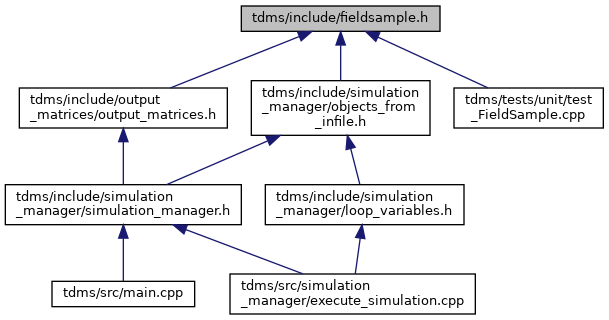 tdms/include/fieldsample.h
tdms/include/output
_matrices/output_matrices.h
tdms/include/simulation
_manager/objects_from
_infile.h
tdms/tests/unit/test
_FieldSample.cpp
tdms/include/simulation
_manager/simulation_manager.h
tdms/include/simulation
_manager/loop_variables.h
tdms/src/main.cpp
tdms/src/simulation
_manager/execute_simulation.cpp